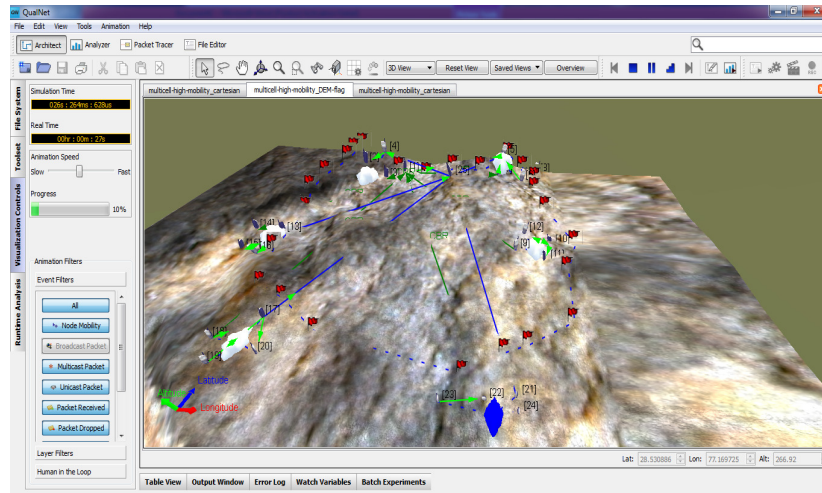 QualNet
File Edit View Tools Animation Help
Architect Analyzer Packet Tracer File Editor
3D View Reset View Saved Views Overview
File System
Toolset
Visualization Controls
Runtime Analysis
Simulation Time
026s : 264ms : 628us
Real Time
00hr : 00m : 27s
Animation Speed
Slow Fast
Progress
10%
Animation Filters
Event Filters
All
Node Mobility
Broadcast Packet
Multicast Packet
Unicast Packet
Packet Received
Packet Dropped
Layer Filters
Human in the Loop
multicell-high-mobility_cartesian multicell-high-mobility_DEM-flag multicell-high-mobility_cartesian
[4]
[25]
[14] [13]
[12]
[9]
[11]
CBR
[17]
[18]
[19] [20]
Latitude
Longitude
[23] [22] [21]
[24]
Lat: 28.530886 Lon: 77.169725 Alt: 266.92
Table View Output Window Error Log Watch Variables Batch Experiments